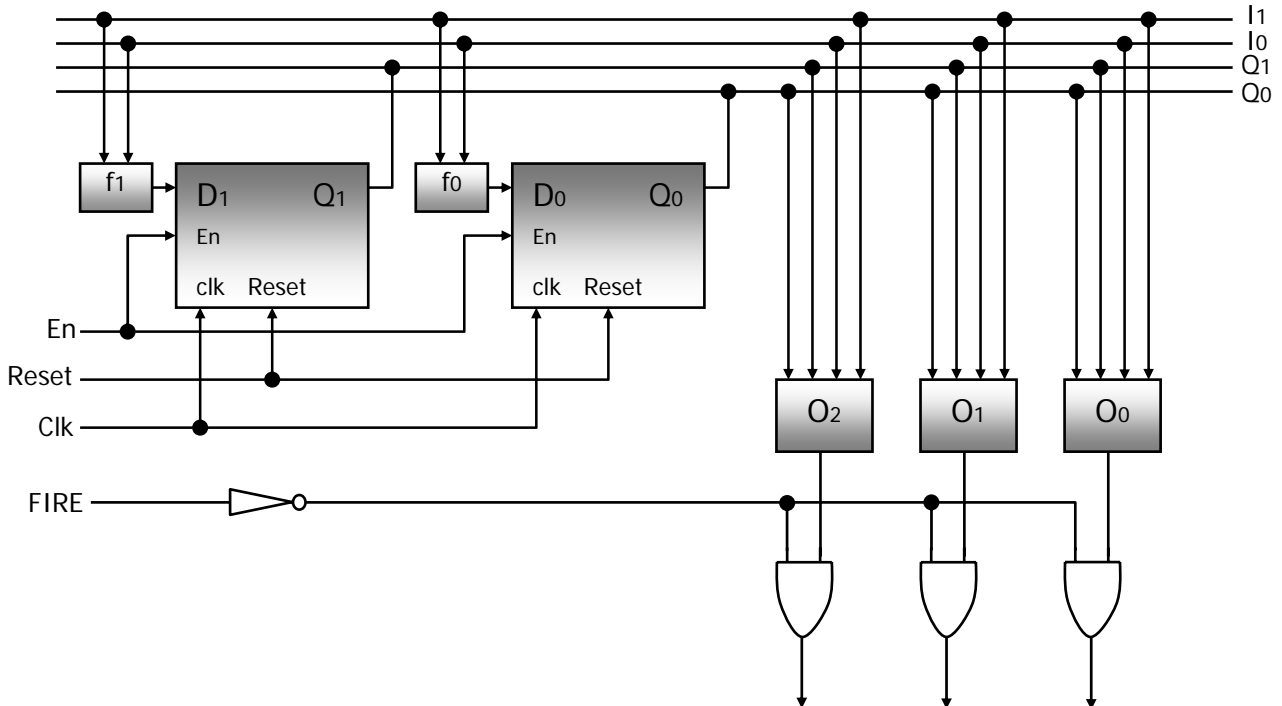 I1
I0
Q1
Q0
f1
D1 Q1
En
clk Reset
f0
D0 Q0
En
clk Reset
En
Reset
Clk
O2
O1
O0
FIRE